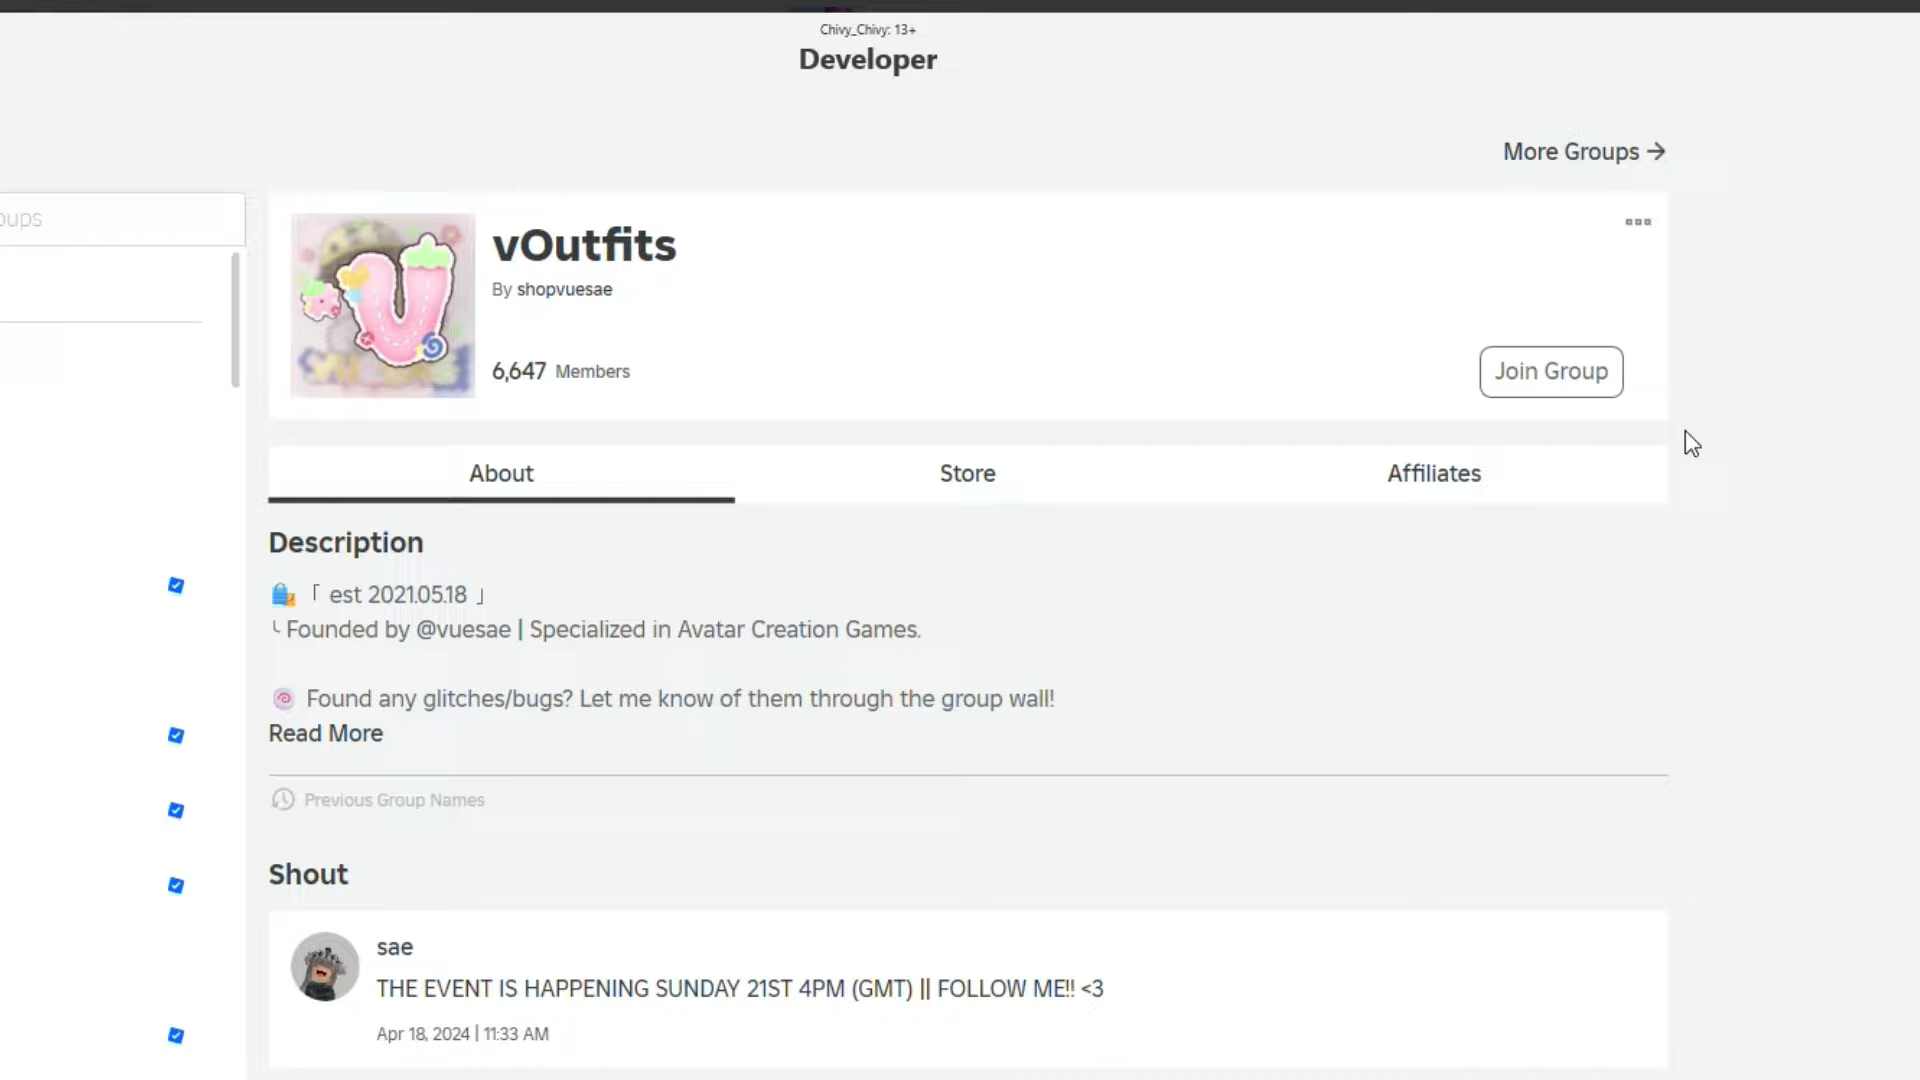 Chivy_Chivy: 13+
Developer
More Groups
oups
vOutfits
By shopvuesae
6,647 Members
Join Group
About
Store
Affiliates
Description
「 est 2021.05.18 」
╰ Founded by @vuesae | Specialized in Avatar Creation Games.
🍥 Found any glitches/bugs? Let me know of them through the group wall!
Read More
Previous Group Names
Shout
sae
THE EVENT IS HAPPENING SUNDAY 21ST 4PM (GMT) || FOLLOW ME!! <3
Apr 18, 2024 | 11:33 AM